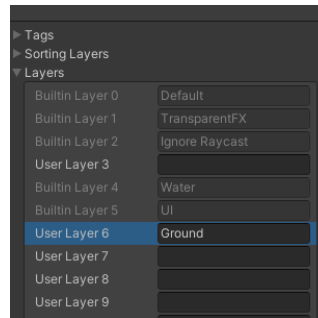 Tags
Sorting Layers
Layers
Builtin Layer 0 Default
Builtin Layer 1 TransparentFX
Builtin Layer 2 Ignore Raycast
User Layer 3
Builtin Layer 4 Water
Builtin Layer 5 UI
User Layer 6 Ground
User Layer 7
User Layer 8
User Layer 9